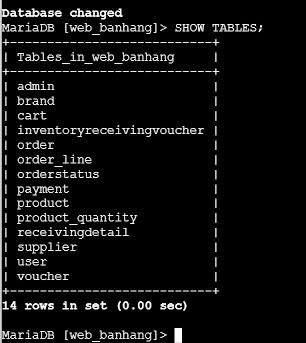 Database changed
MariaDB [web_banhang]> SHOW TABLES;
+---------------------------+
| Tables_in_web_banhang     |
+---------------------------+
| admin                     |
| brand                     |
| cart                      |
| inventoryreceivingvoucher |
| order                     |
| order_line                |
| orderstatus               |
| payment                   |
| product                   |
| product_quantity          |
| receivingdetail           |
| supplier                  |
| user                      |
| voucher                   |
+---------------------------+
14 rows in set (0.00 sec)
MariaDB [web_banhang]>